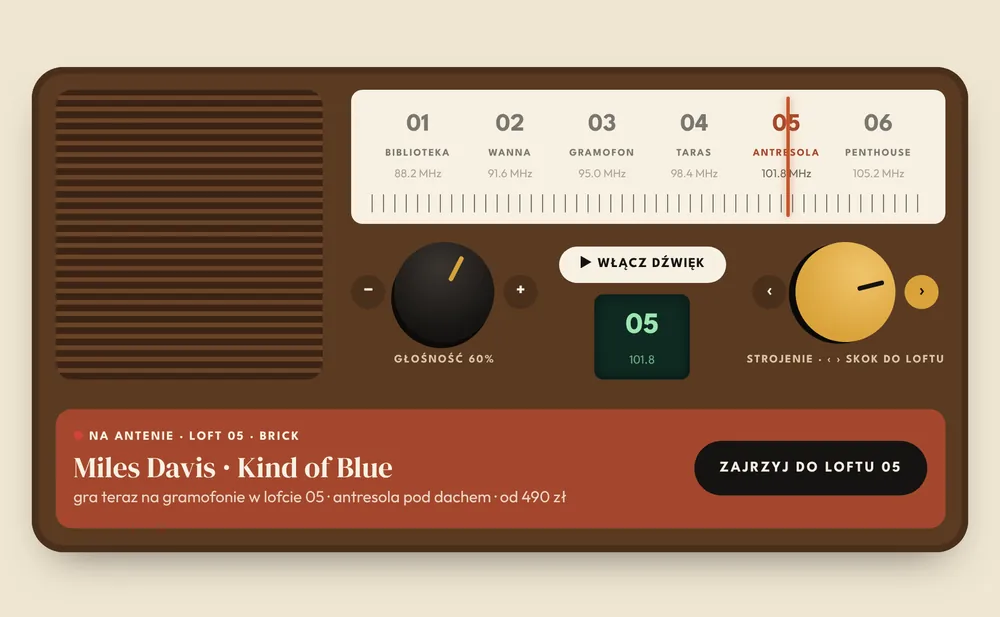 01 02 03 04 05 06
BIBLIOTEKA WANNA GRAMOFON TARAS ANTRESOLA PENTHOUSE
88.2 MHz 91.6 MHz 95.0 MHz 98.4 MHz 101.8 MHz 105.2 MHz
▶ WŁĄCZ DŹWIĘK
− + ‹ ›
05
101.8
GŁOŚNOŚĆ 60%
STROJENIE · ‹ › SKOK DO LOFTU
NA ANTENIE · LOFT 05 · BRICK
Miles Davis · Kind of Blue
gra teraz na gramofonie w lofcie 05 · antresola pod dachem · od 490 zł
ZAJRZYJ DO LOFTU 05